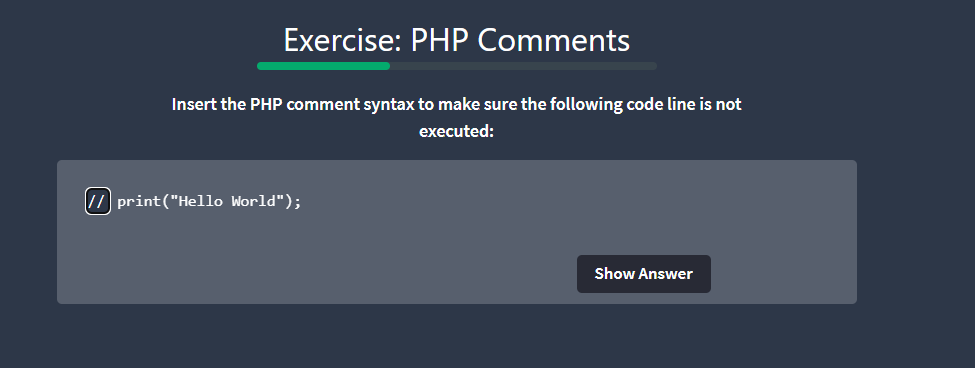 Exercise: PHP Comments
Insert the PHP comment syntax to make sure the following code line is not
executed:
// print("Hello World");
Show Answer